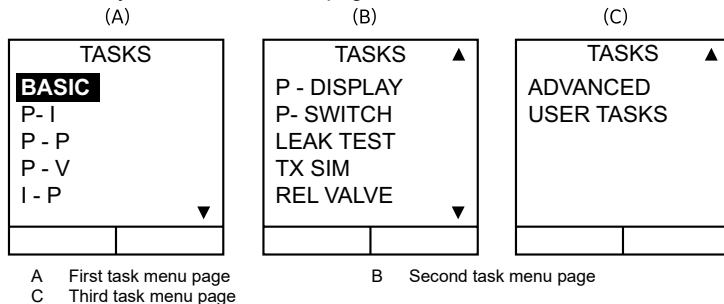 (A)
TASKS
BASIC
P- I
P - P
P - V
I - P
▼
(B)
TASKS ▲
P - DISPLAY
P- SWITCH
LEAK TEST
TX SIM
REL VALVE
▼
(C)
TASKS ▲
ADVANCED
USER TASKS
A First task menu page
B Second task menu page
C Third task menu page